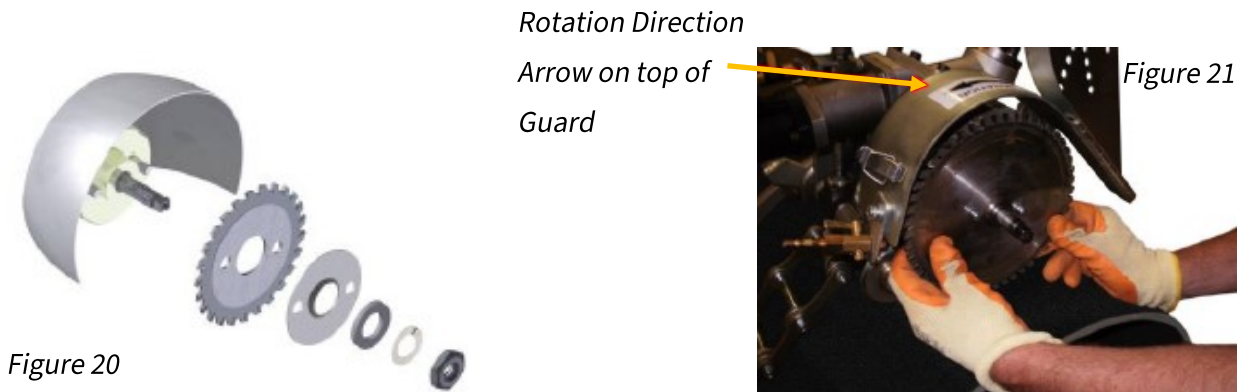 Rotation Direction
Arrow on top of
Guard
Figure 21
Figure 20